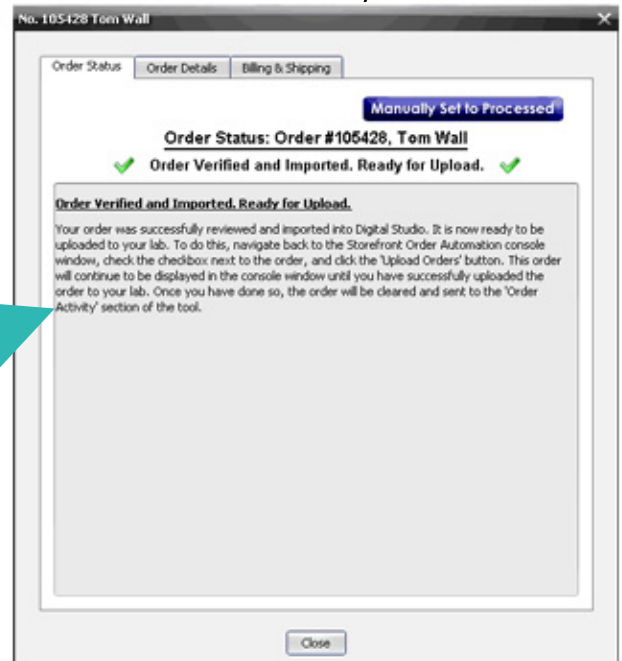 No. 105428 Tom Wall
Order Status
Order Details
Billing & Shipping
Manually Set to Processed
Order Status: Order #105428, Tom Wall
Order Verified and Imported. Ready for Upload.
Order Verified and Imported. Ready for Upload.
Your order was successfully reviewed and imported into Digital Studio. It is now ready to be
uploaded to your lab. To do this, navigate back to the Storefront Order Automation console
window, check the checkbox next to the order, and click the 'Upload Orders' button. This order
will continue to be displayed in the console window until you have successfully uploaded the
order to your lab. Once you have done so, the order will be cleared and sent to the 'Order
Activity' section of the tool.
Close